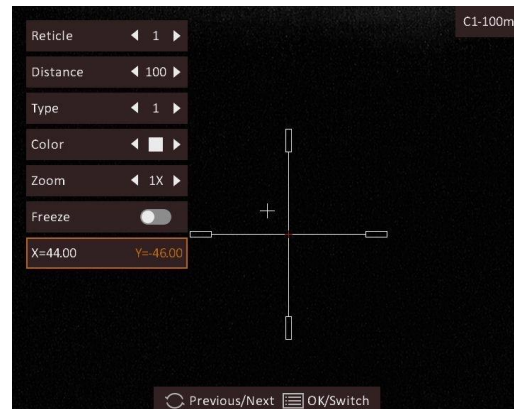 C1-100m
Reticle 1
Distance 100
Type 1
Color
Zoom 1X
Freeze
X=44.00 Y=-46.00
Previous/Next OK/Switch